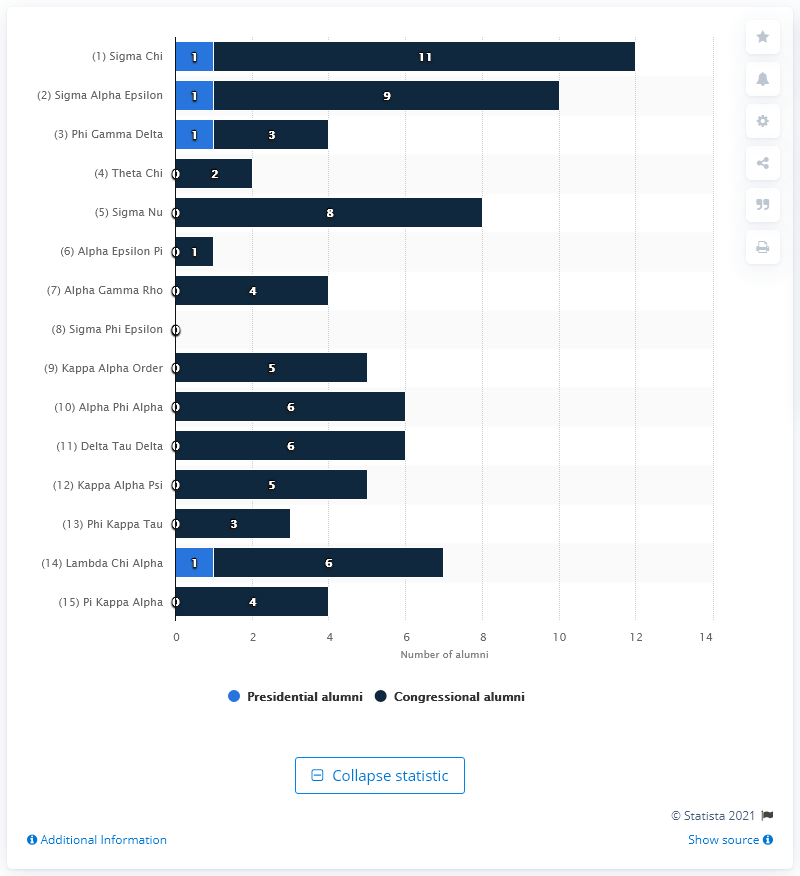 (1) Sigma Chi 1 11
(2) Sigma Alpha Epsilon 1 9
(3) Phi Gamma Delta 1 3
(4) Theta Chi 0 2
(5) Sigma Nu 0 8
(6) Alpha Epsilon Pi 0 1
(7) Alpha Gamma Rho 0 4
(8) Sigma Phi Epsilon 0
(9) Kappa Alpha Order 0 5
(10) Alpha Phi Alpha 0 6
(11) Delta Tau Delta 0 6
(12) Kappa Alpha Psi 0 5
(13) Phi Kappa Tau 0 3
(14) Lambda Chi Alpha 1 6
(15) Pi Kappa Alpha 0 4
0 2 4 6 8 10 12 14
Number of alumni
Presidential alumni Congressional alumni
Collapse statistic
© Statista 2021
Additional Information Show source